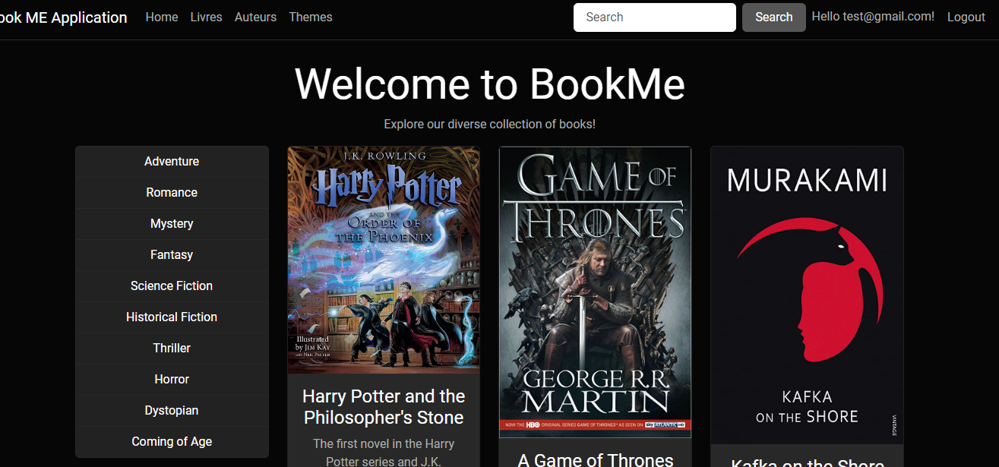 ook ME Application Home Livres Auteurs Themes Search Search Hello test@gmail.com! Logout
Welcome to BookMe
Explore our diverse collection of books!
Adventure
Romance
Mystery
Fantasy
Science Fiction
Historical Fiction
Thriller
Horror
Dystopian
Coming of Age
J.K. ROWLING
Harry Potter
AND THE
ORDER OF
THE PHOENIX
Illustrated
by JIM KAY
WITH NEIL PACKER
Harry Potter and the
Philosopher's Stone
The first novel in the Harry
Potter series and J.K.
GAME OF
THRONES
GEORGE R.R.
MARTIN
NOW THE HBO ORIGINAL SERIES GAME OF THRONES AS SEEN ON sky ATLANTIC HD
A Game of Thrones
MURAKAMI
KAFKA
ON THE SHORE
VINTAGE
Kafka on the Shore